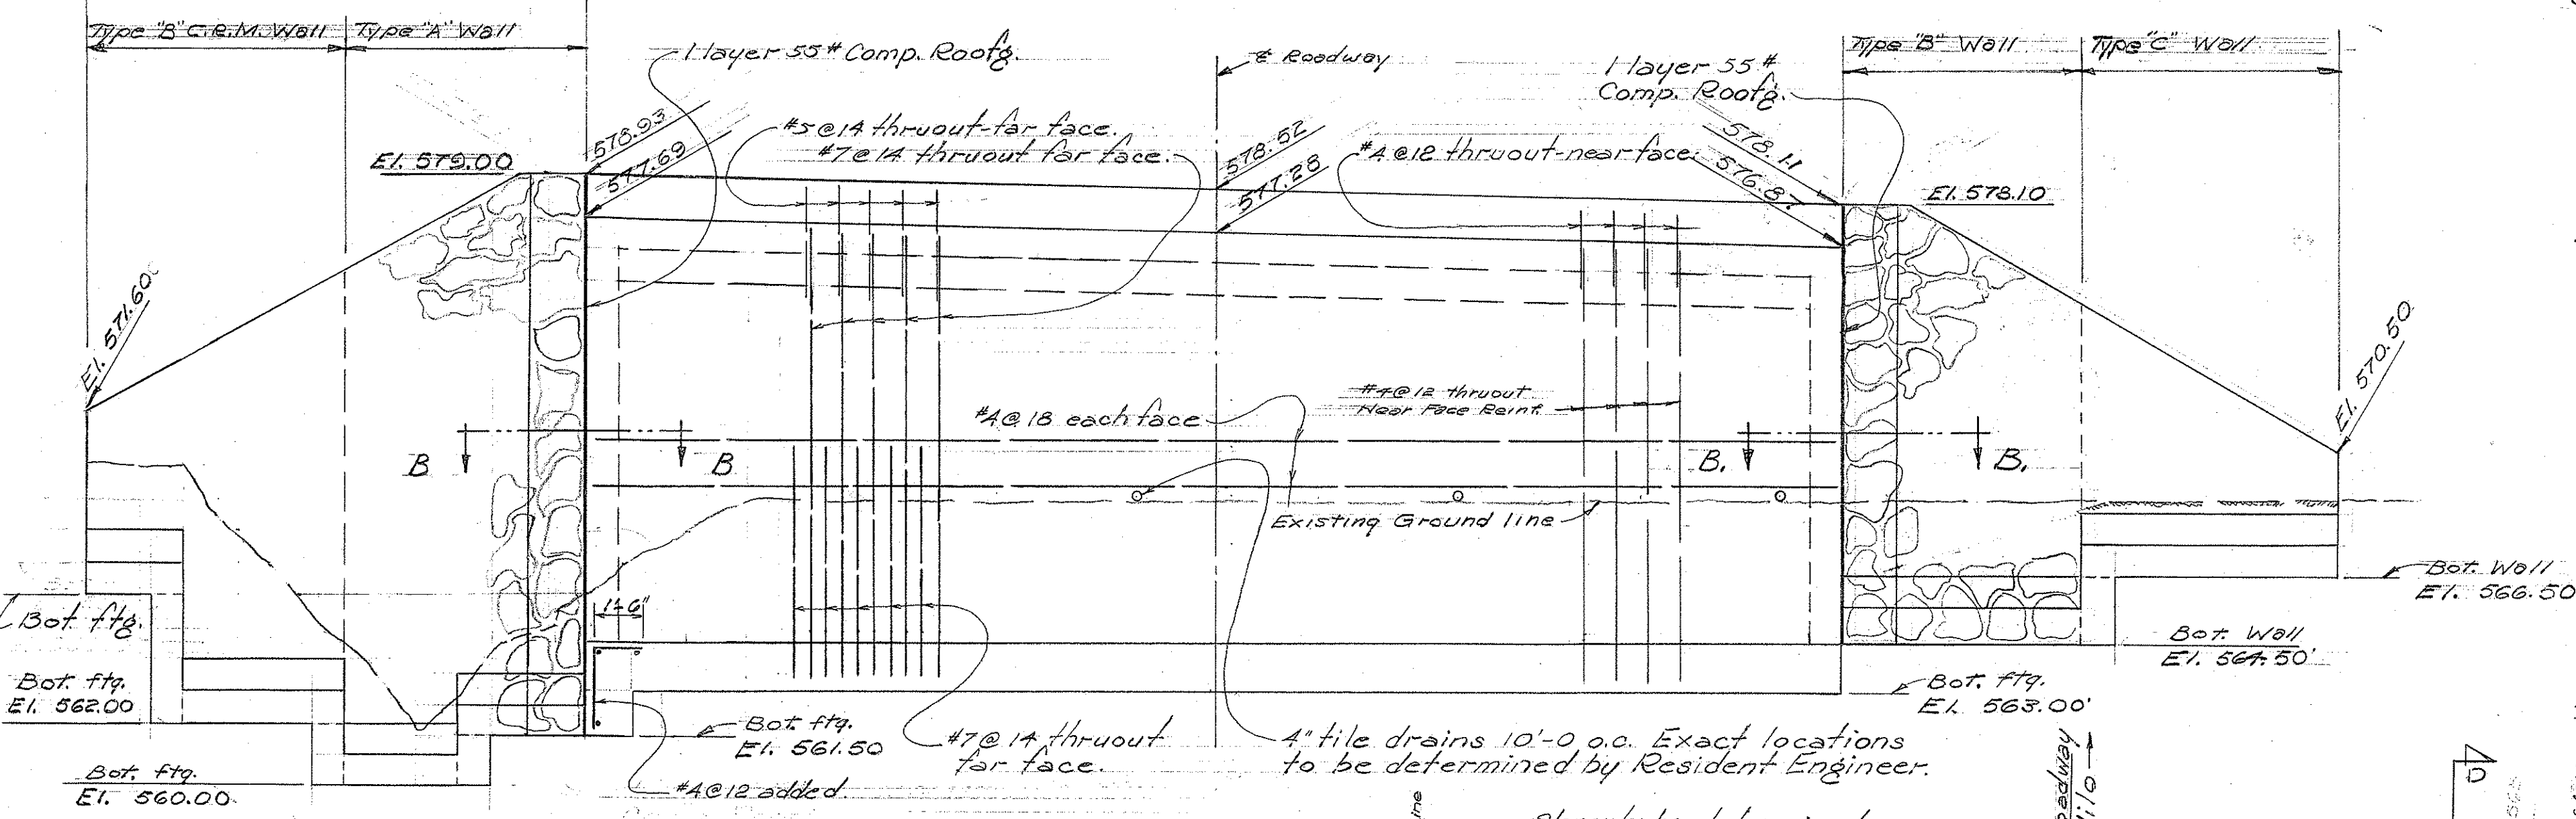 Type "B" C.R.M. Wall
Type "A" Wall
1 layer 55# Comp. Roof'g.
℄ Roadway
1 layer 55#
Comp. Roof'g.
Type "B" Wall
Type "C" Wall
El. 579.00
578.93
577.69
#5@14 thruout-far face.
#7@14 thruout far face.
578.52
577.28
#4@12 thruout-near face.
578.11
576.87
El. 578.10
El. 571.60
El. 570.50
#4@18 each face
#4@12 thruout
Near Face Reinf.
B
B
B.
B.
Existing Ground line
1'-6"
Bot. ftg.
Bot. Wall
El. 566.50
Bot. Wall
El. 564.50'
Bot. ftg.
El. 562.00
Bot. ftg.
El. 563.00'
Bot. ftg.
El. 561.50
#7@14 thruout
far face.
4" tile drains 10'-0 o.c. Exact locations
to be determined by Resident Engineer.
Bot. ftg.
El. 560.00
#4@12 added.